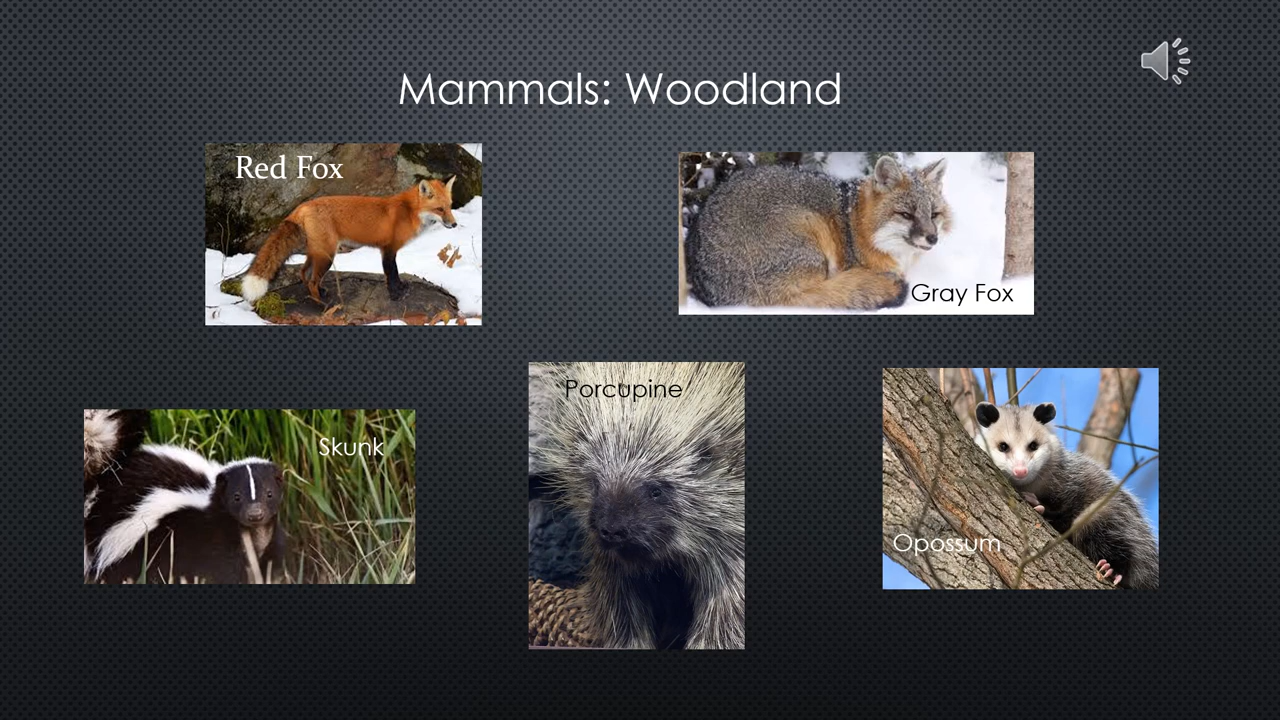 Mammals: Woodland
Red Fox
Gray Fox
Skunk
Porcupine
Opossum